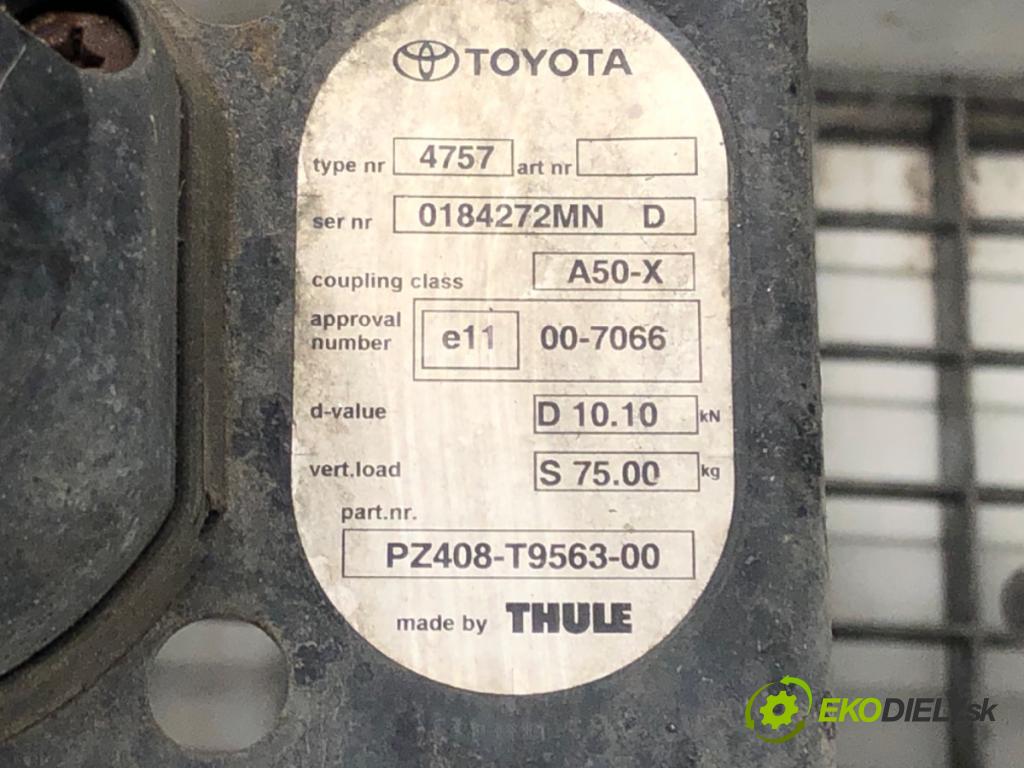 TOYOTA
type nr 4757 art nr
ser nr 0184272MN D
coupling class A50-X
approval number e11 00-7066
d-value D 10.10 kN
vert.load S 75.00 kg
part.nr.
PZ408-T9563-00
made by THULE
EKODIELY.sk